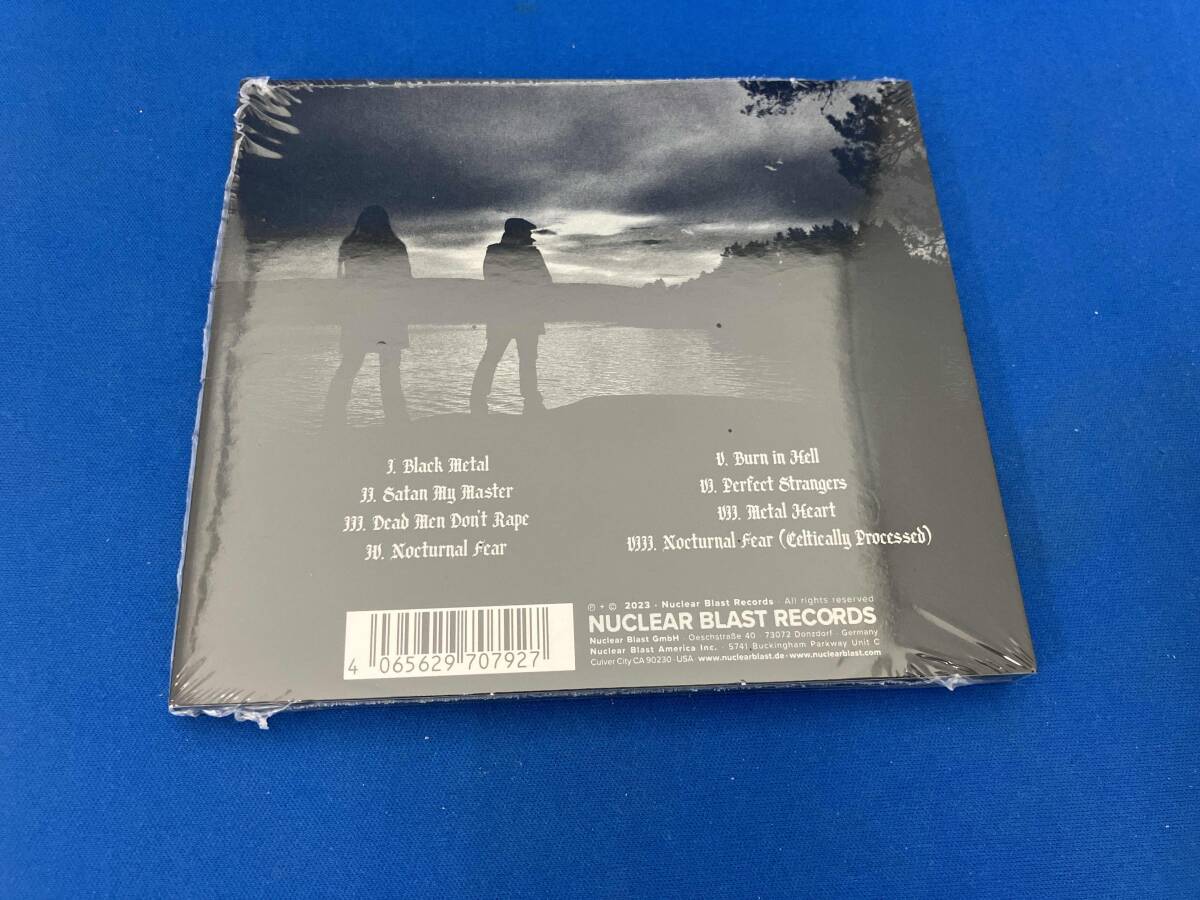 I. Black Metal
II. Satan My Master
III. Dead Men Don't Rape
IV. Nocturnal Fear
V. Burn in Hell
VI. Perfect Strangers
VII. Metal Heart
VIII. Nocturnal Fear (Celtically Processed)
4 065629 707927
℗ + © 2023 · Nuclear Blast Records · All rights reserved
NUCLEAR BLAST RECORDS
Nuclear Blast GmbH · Oeschstraße 40 · 73072 Donzdorf · Germany
Nuclear Blast America Inc. · 5741 Buckingham Parkway Unit C
Culver City CA 90230 · USA · www.nuclearblast.de · www.nuclearblast.com